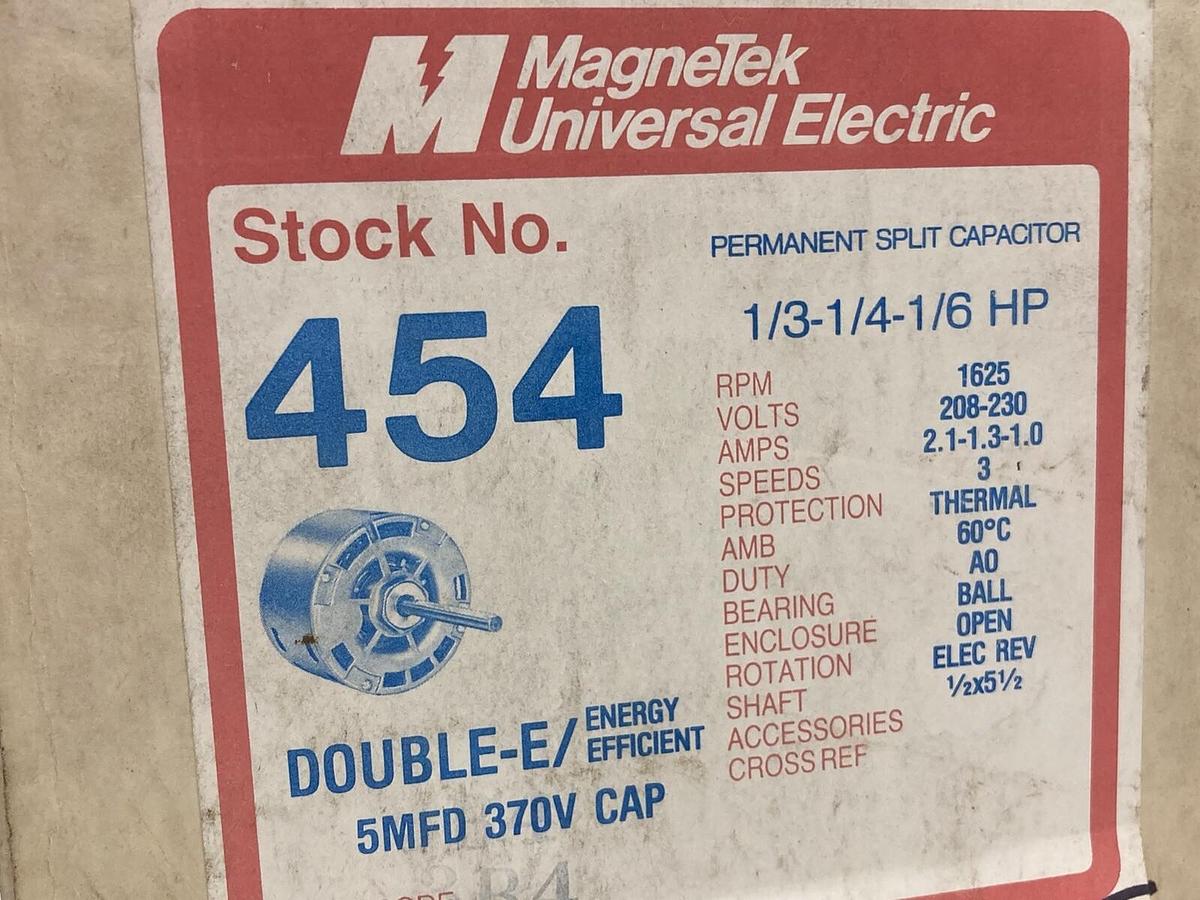 MagneTek
Universal Electric
Stock No.
454
PERMANENT SPLIT CAPACITOR
1/3-1/4-1/6 HP
RPM 1625
VOLTS 208-230
AMPS 2.1-1.3-1.0
SPEEDS 3
PROTECTION THERMAL
AMB 60°C
DUTY AO
BEARING BALL
ENCLOSURE OPEN
ROTATION ELEC REV
SHAFT ½x5½
ACCESSORIES
CROSS REF
DOUBLE-E/ENERGY EFFICIENT
5MFD 370V CAP